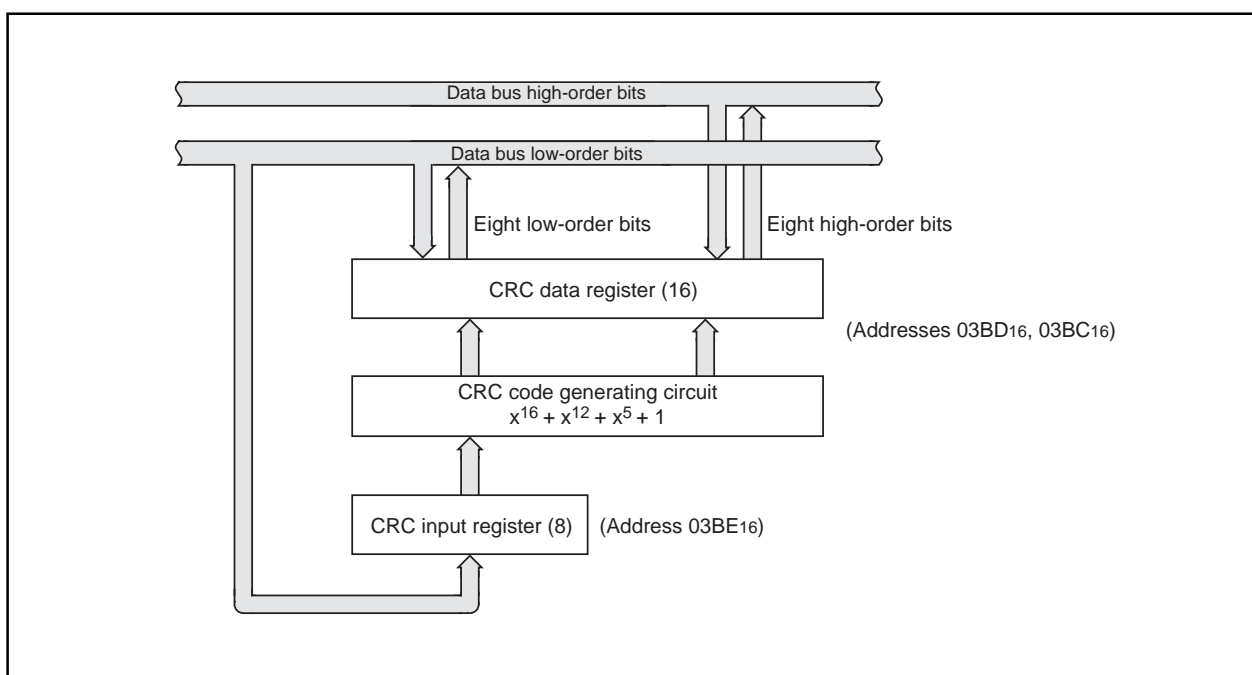 Data bus high-order bits
Data bus low-order bits
Eight low-order bits
Eight high-order bits
CRC data register (16)
(Addresses 03BD16, 03BC16)
CRC code generating circuit
x16 + x12 + x5 + 1
CRC input register (8)
(Address 03BE16)